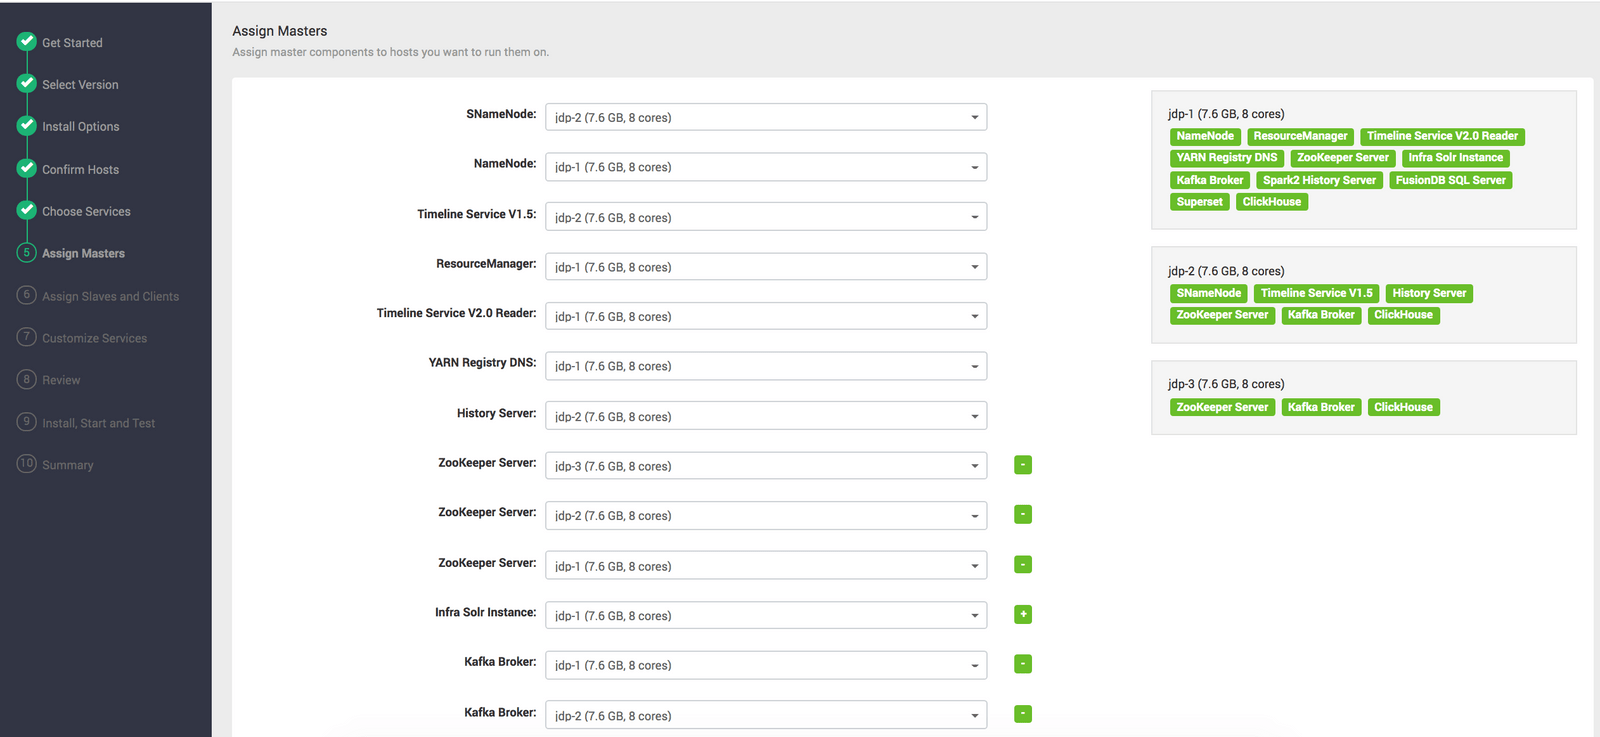 Get Started
Select Version
Install Options
Confirm Hosts
Choose Services
5 Assign Masters
6 Assign Slaves and Clients
7 Customize Services
8 Review
9 Install, Start and Test
10 Summary
Assign Masters
Assign master components to hosts you want to run them on.
SNameNode: jdp-2 (7.6 GB, 8 cores)
NameNode: jdp-1 (7.6 GB, 8 cores)
Timeline Service V1.5: jdp-2 (7.6 GB, 8 cores)
ResourceManager: jdp-1 (7.6 GB, 8 cores)
Timeline Service V2.0 Reader: jdp-1 (7.6 GB, 8 cores)
YARN Registry DNS: jdp-1 (7.6 GB, 8 cores)
History Server: jdp-2 (7.6 GB, 8 cores)
ZooKeeper Server: jdp-3 (7.6 GB, 8 cores) -
ZooKeeper Server: jdp-2 (7.6 GB, 8 cores) -
ZooKeeper Server: jdp-1 (7.6 GB, 8 cores) -
Infra Solr Instance: jdp-1 (7.6 GB, 8 cores) +
Kafka Broker: jdp-1 (7.6 GB, 8 cores) -
Kafka Broker: jdp-2 (7.6 GB, 8 cores) -
jdp-1 (7.6 GB, 8 cores)
NameNode ResourceManager Timeline Service V2.0 Reader
YARN Registry DNS ZooKeeper Server Infra Solr Instance
Kafka Broker Spark2 History Server FusionDB SQL Server
Superset ClickHouse
jdp-2 (7.6 GB, 8 cores)
SNameNode Timeline Service V1.5 History Server
ZooKeeper Server Kafka Broker ClickHouse
jdp-3 (7.6 GB, 8 cores)
ZooKeeper Server Kafka Broker ClickHouse